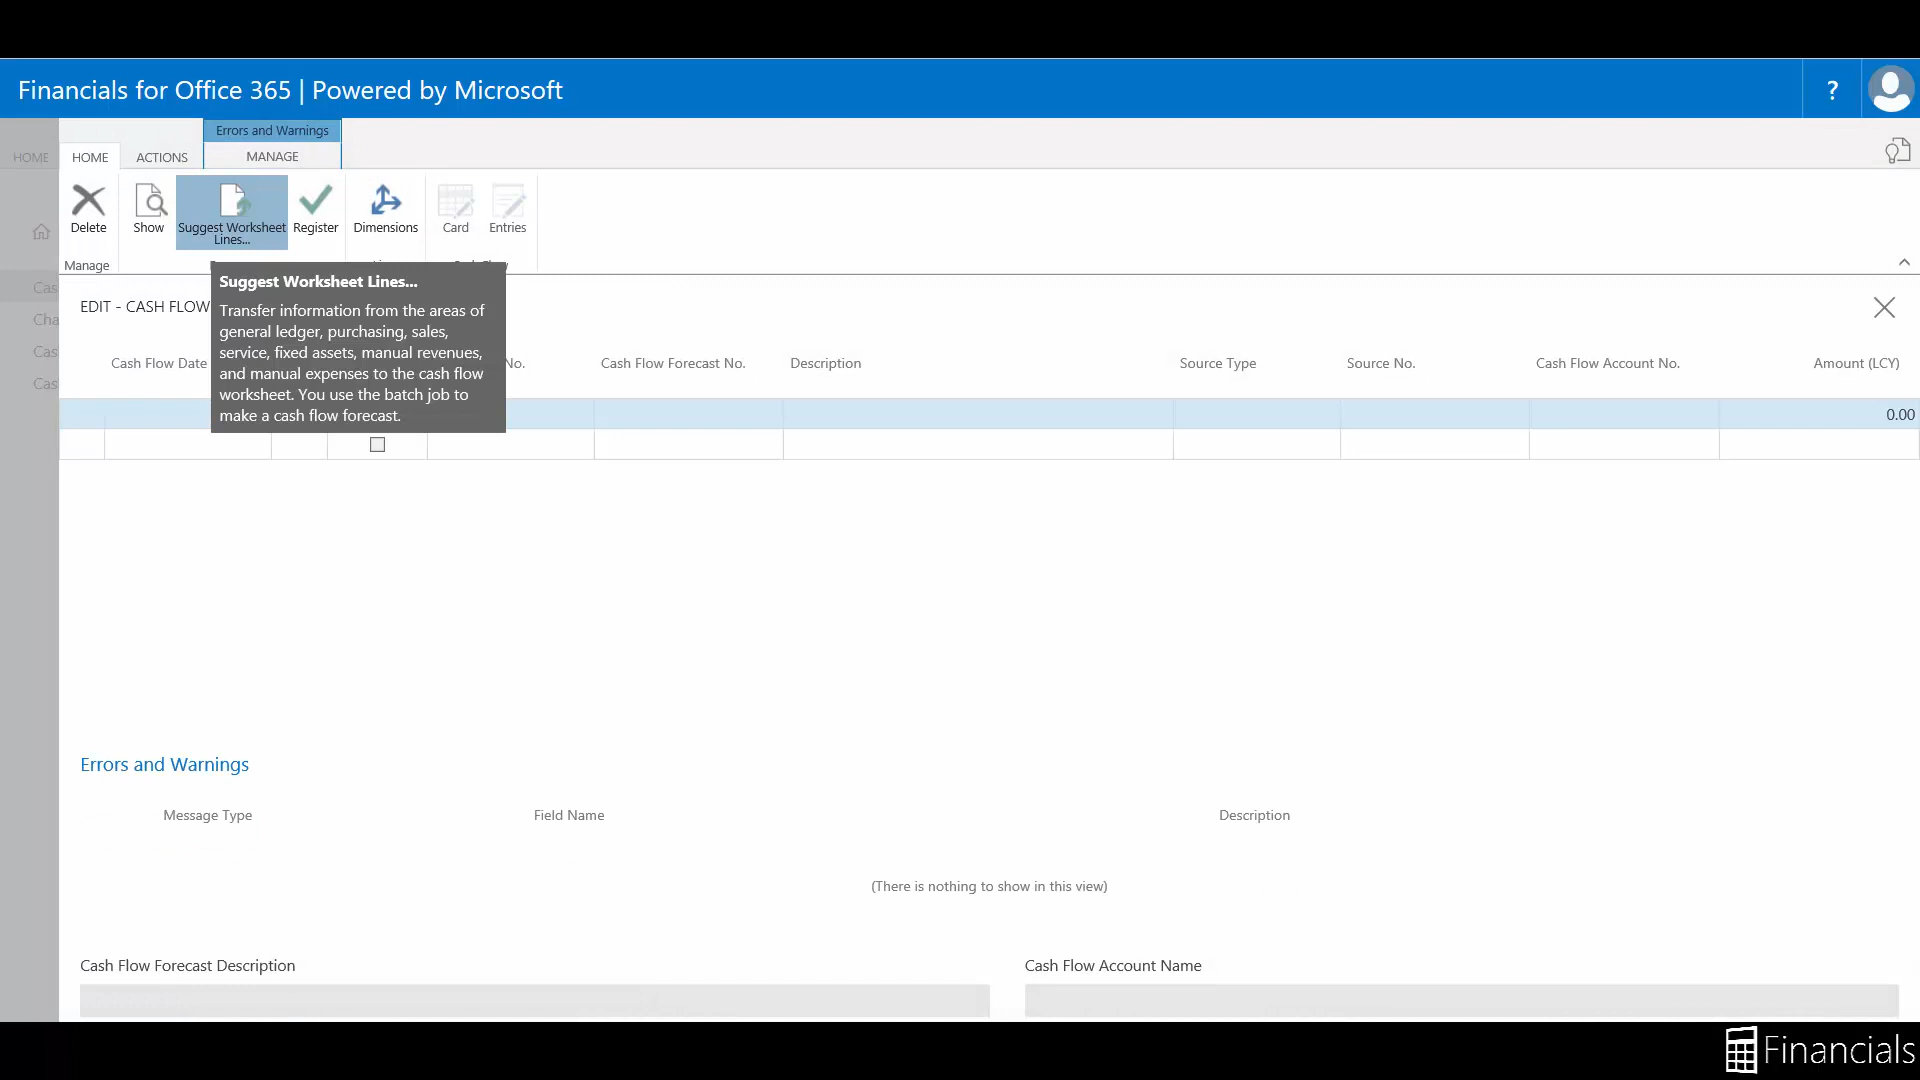 Financials for Office 365 | Powered by Microsoft
?
Errors and Warnings
HOME
HOME
ACTIONS
MANAGE
Delete
Show
Suggest Worksheet
Lines...
Register
Dimensions
Card
Entries
Manage
Suggest Worksheet Lines...
Transfer information from the areas of
general ledger, purchasing, sales,
service, fixed assets, manual revenues,
and manual expenses to the cash flow
worksheet. You use the batch job to
make a cash flow forecast.
Cas
Cha
Cas
Cas
EDIT - CASH FLOW
Cash Flow Date
No.
Cash Flow Forecast No.
Description
Source Type
Source No.
Cash Flow Account No.
Amount (LCY)
0.00
Errors and Warnings
Message Type
Field Name
Description
(There is nothing to show in this view)
Cash Flow Forecast Description
Cash Flow Account Name
Financials